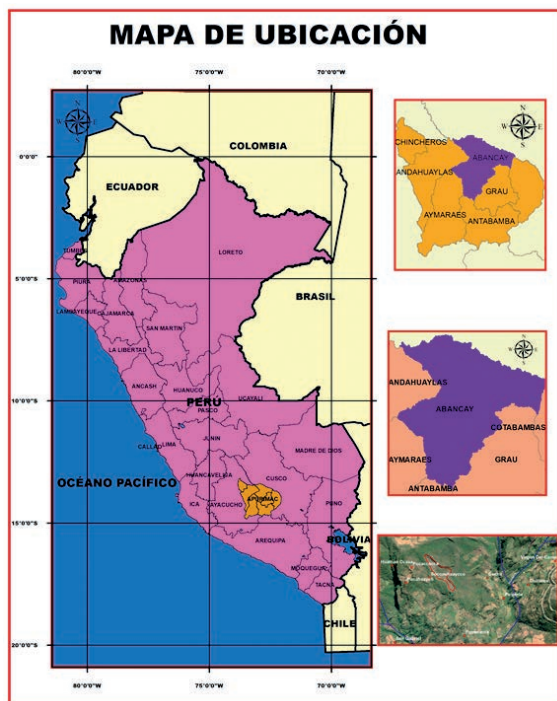 MAPA DE UBICACIÓN
80°0'0"W 75°0'0"W 70°0'0"W
N
W E
S
COLOMBIA
0°0'0"
ECUADOR
TUMBES
LORETO
5°0'0"S
PIURA
AMAZONAS
LAMBAYEQUE
CAJAMARCA
BRASIL
SAN MARTIN
LA LIBERTAD
ANCASH
HUANUCO
10°0'0"S
PERÚ
UCAYALI
PASCO
CALLAO
LIMA
JUNIN
MADRE DE DIOS
HUANCAVELICA
CUSCO
OCÉANO PACÍFICO
APURIMAC
ICA
AYACUCHO
PUNO
15°0'0"S
AREQUIPA
BOLIVIA
MOQUEGUA
TACNA
CHILE
20°0'0"S
80°0'0"W 75°0'0"W 70°0'0"W
N
W E
S
CHINCHEROS
ABANCAY
ANDAHUAYLAS
GRAU
AYMARAES
ANTABAMBA
N
W E
S
ANDAHUAYLAS
ABANCAY
COTABAMBAS
AYMARAES
GRAU
ANTABAMBA